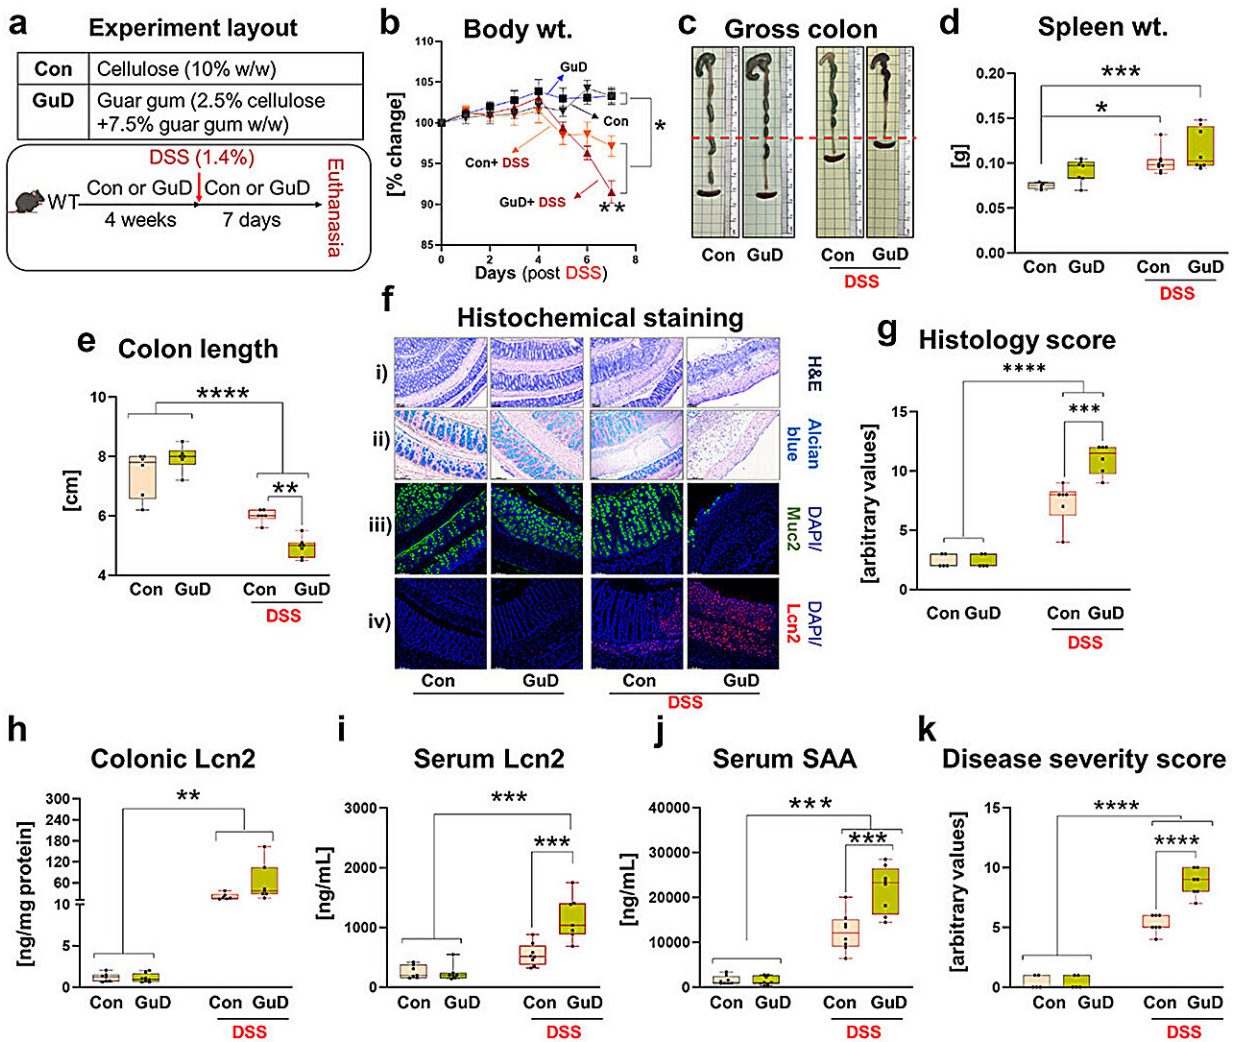 a Experiment layout
Con Cellulose (10% w/w)
GuD Guar gum (2.5% cellulose
+7.5% guar gum w/w)
DSS (1.4%)
WT Con or GuD Con or GuD
4 weeks 7 days
Euthanasia
b Body wt.
[% change]
110
105
100
95
90
85
GuD
Con
Con+ DSS
GuD+ DSS
*
**
0 2 4 6 8
Days (post DSS)
c Gross colon
Con GuD Con GuD
DSS
d Spleen wt.
[g]
0.20
0.15
0.10
0.05
0.00
***
*
Con GuD Con GuD
DSS
e Colon length
[cm]
10
8
6
4
****
**
Con GuD Con GuD
DSS
f Histochemical staining
i) H&E
ii) Alcian
blue
iii) DAPI/
Muc2
iv) DAPI/
Lcn2
Con GuD Con GuD
DSS
g Histology score
[arbitrary values]
15
10
5
0
****
***
Con GuD Con GuD
DSS
h Colonic Lcn2
[ng/mg protein]
300
240
180
120
60
10
5
0
**
Con GuD Con GuD
DSS
i Serum Lcn2
[ng/mL]
3000
2000
1000
0
***
***
Con GuD Con GuD
DSS
j Serum SAA
[ng/mL]
40000
30000
20000
10000
0
***
***
Con GuD Con GuD
DSS
k Disease severity score
[arbitrary values]
15
10
5
0
****
****
Con GuD Con GuD
DSS